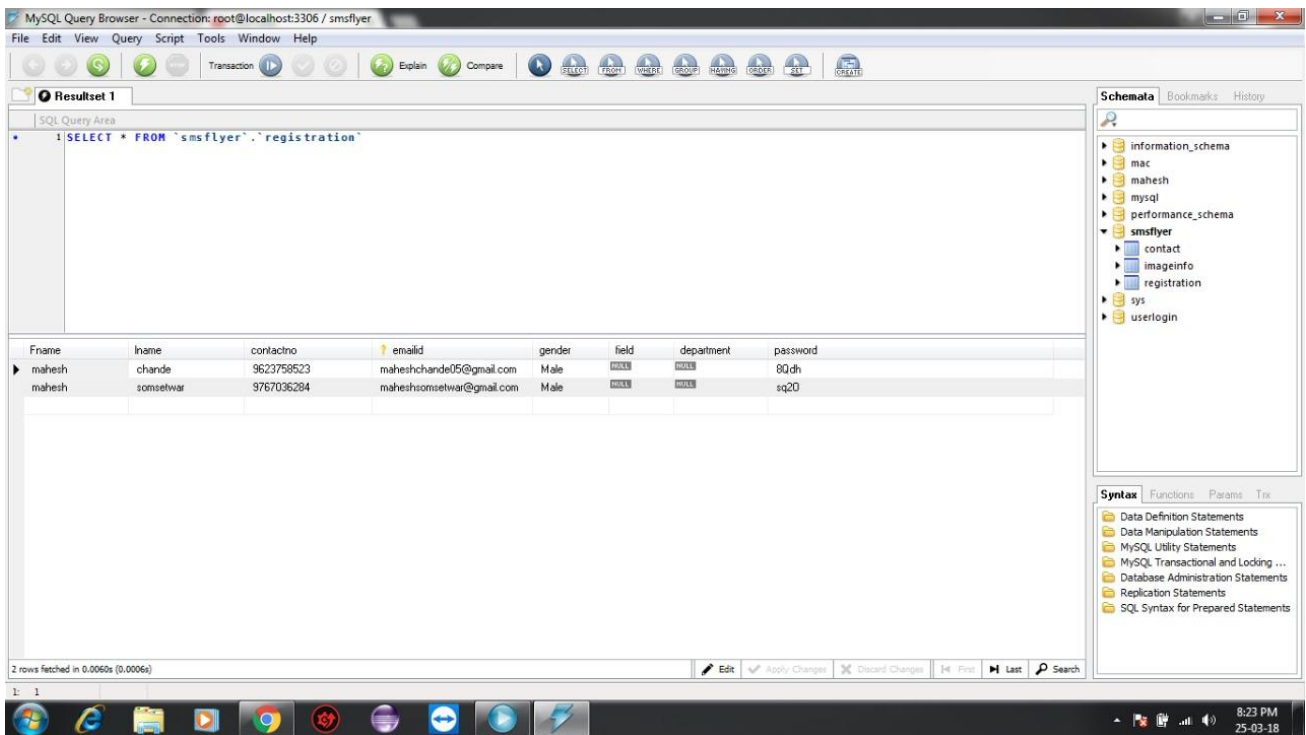 MySQL Query Browser - Connection: root@localhost:3306 / smsflyer
File Edit View Query Script Tools Window Help
Transaction Explain Compare SELECT FROM WHERE GROUP HAVING ORDER SET CREATE
Resultset 1
SQL Query Area
1 SELECT * FROM `smsflyer`.`registration`
Schemata Bookmarks History
information_schema
mac
mahesh
mysql
performance_schema
smsflyer
contact
imageinfo
registration
sys
userlogin
Fname lname contactno emailid gender field department password
mahesh chande 9623758523 maheshchande05@gmail.com Male NULL NULL 8Qdh
mahesh somsetwar 9767036284 maheshsomsetwar@gmail.com Male NULL NULL
Syntax Functions Params Trx
Data Definition Statements
Data Manipulation Statements
MySQL Utility Statements
MySQL Transactional and Locking ...
Database Administration Statements
Replication Statements
SQL Syntax for Prepared Statements
2 rows fetched in 0.0060s (0.0006s)
Edit Apply Changes Discard Changes First Last Search
1: 1
8:23 PM
25-03-18